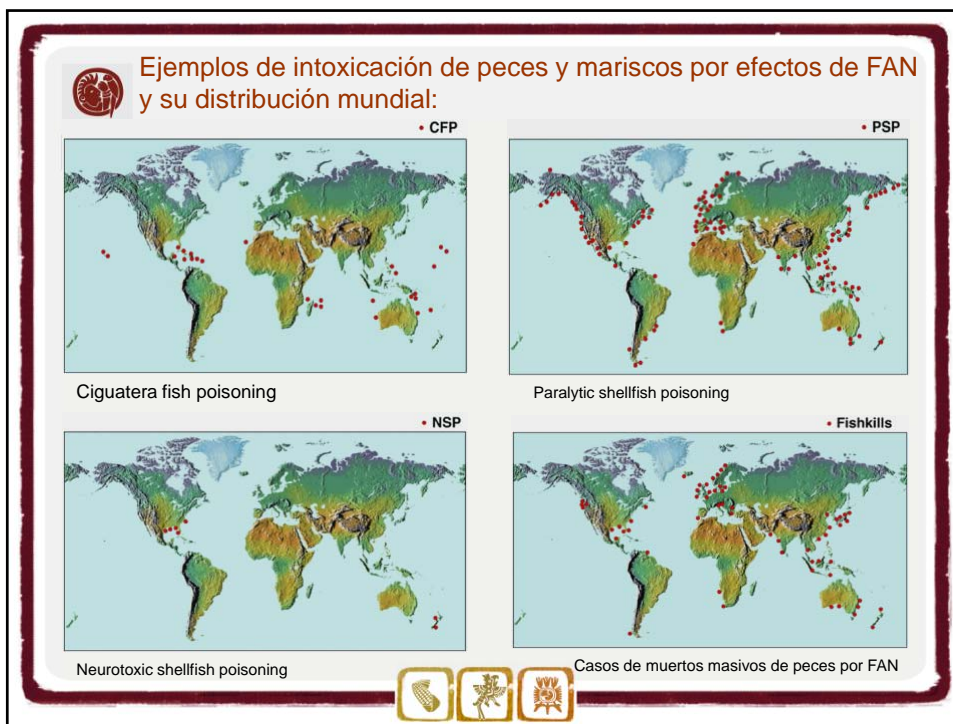 Ejemplos de intoxicación de peces y mariscos por efectos de FAN
y su distribución mundial:
• CFP
• PSP
Ciguatera fish poisoning
Paralytic shellfish poisoning
• NSP
• Fishkills
Neurotoxic shellfish poisoning
Casos de muertos masivos de peces por FAN